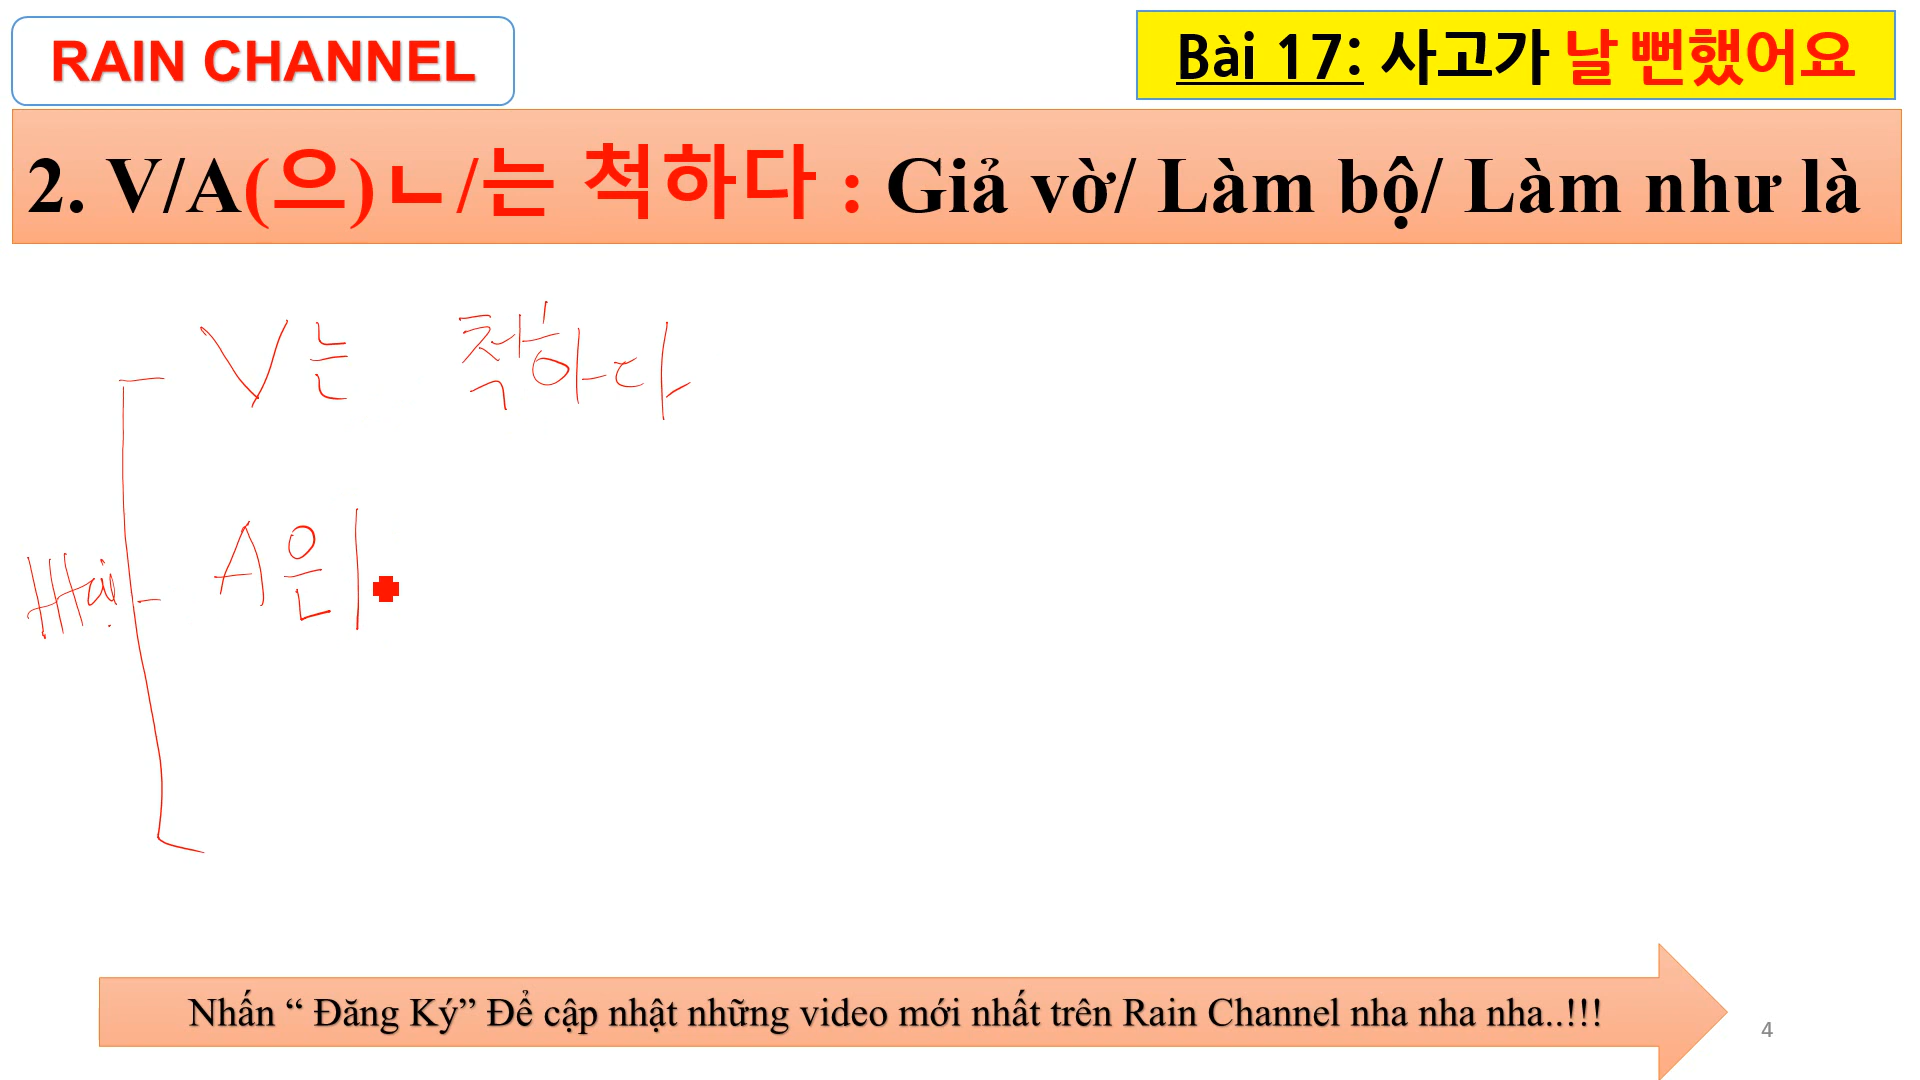 RAIN CHANNEL
Bài 17: 사고가 날 뻔했어요
2. V/A(으)ㄴ/는 척하다 : Giả vờ/ Làm bộ/ Làm như là
V는 척하다
A은
Nhấn “ Đăng Ký” Để cập nhật những video mới nhất trên Rain Channel nha nha nha..!!!
4